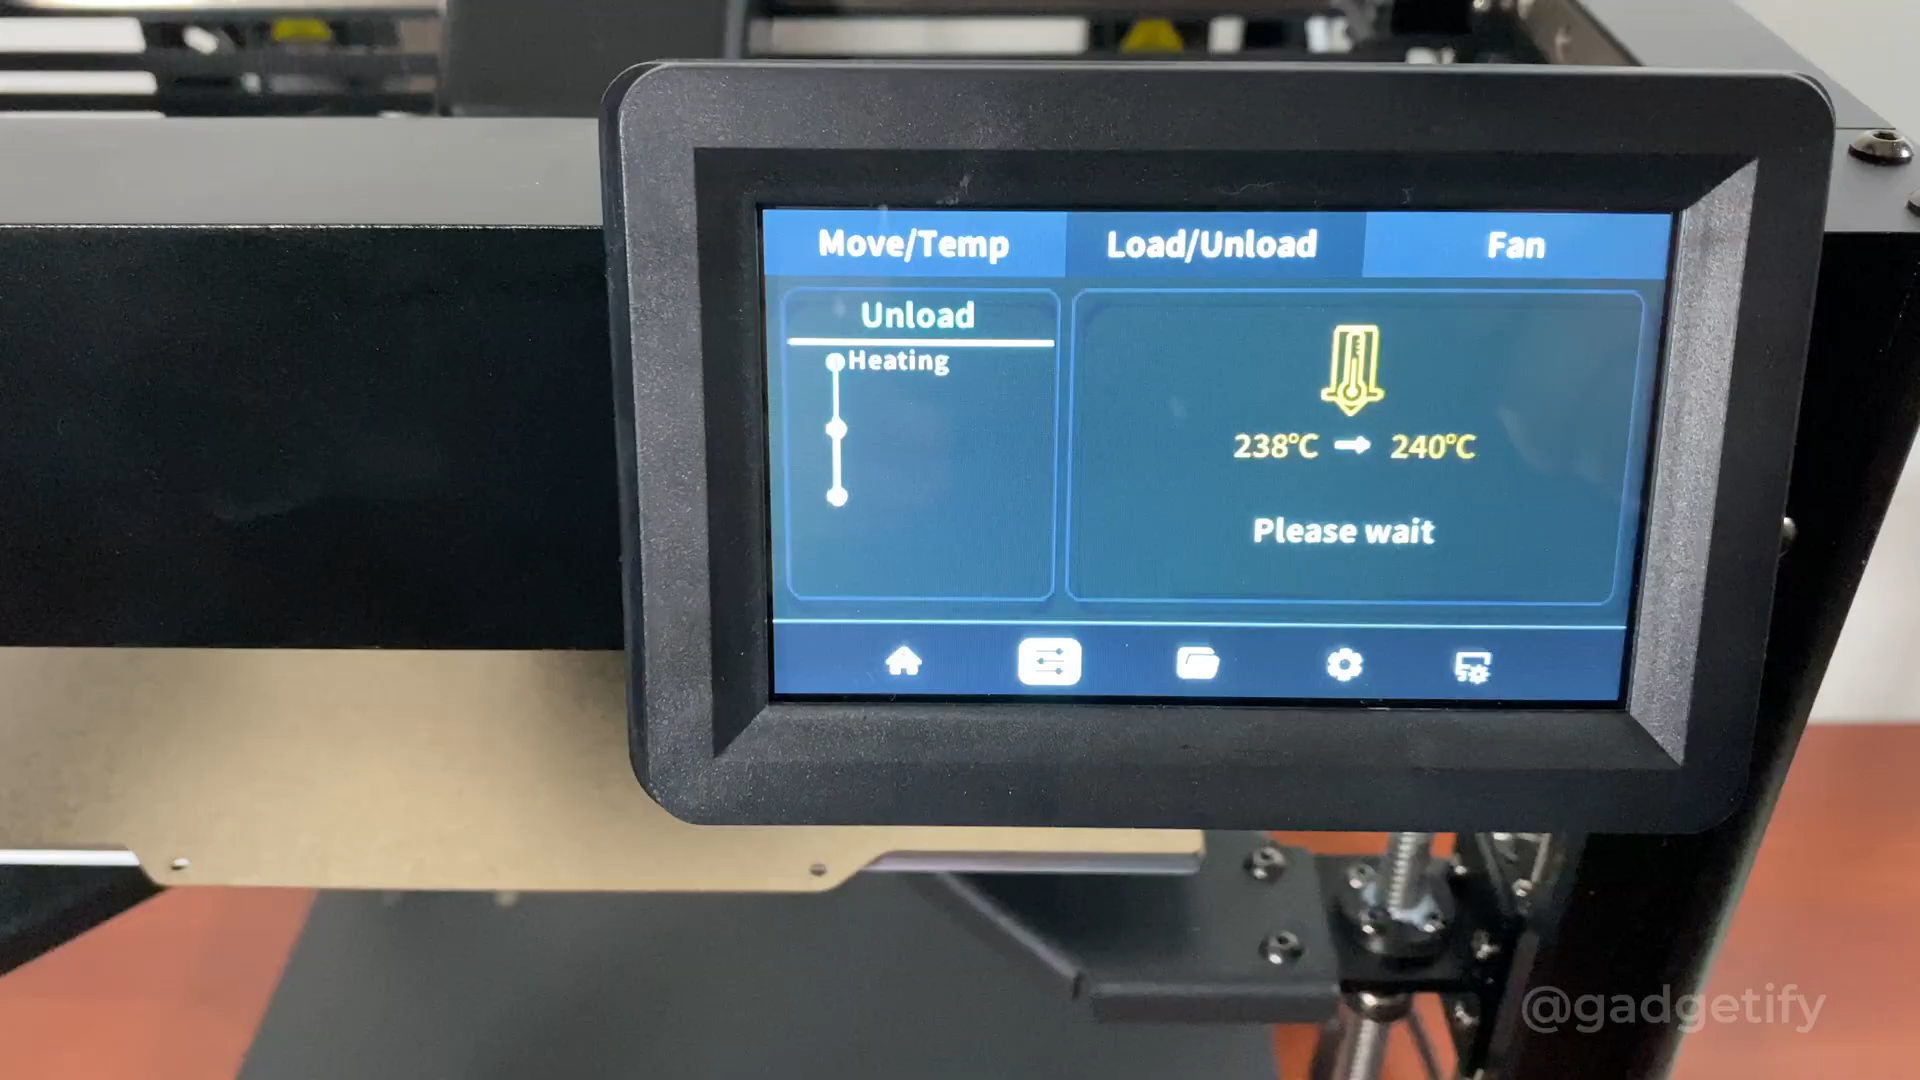 Move/Temp
Load/Unload
Fan
Unload
Heating
238℃ → 240℃
Please wait
@gadgetify